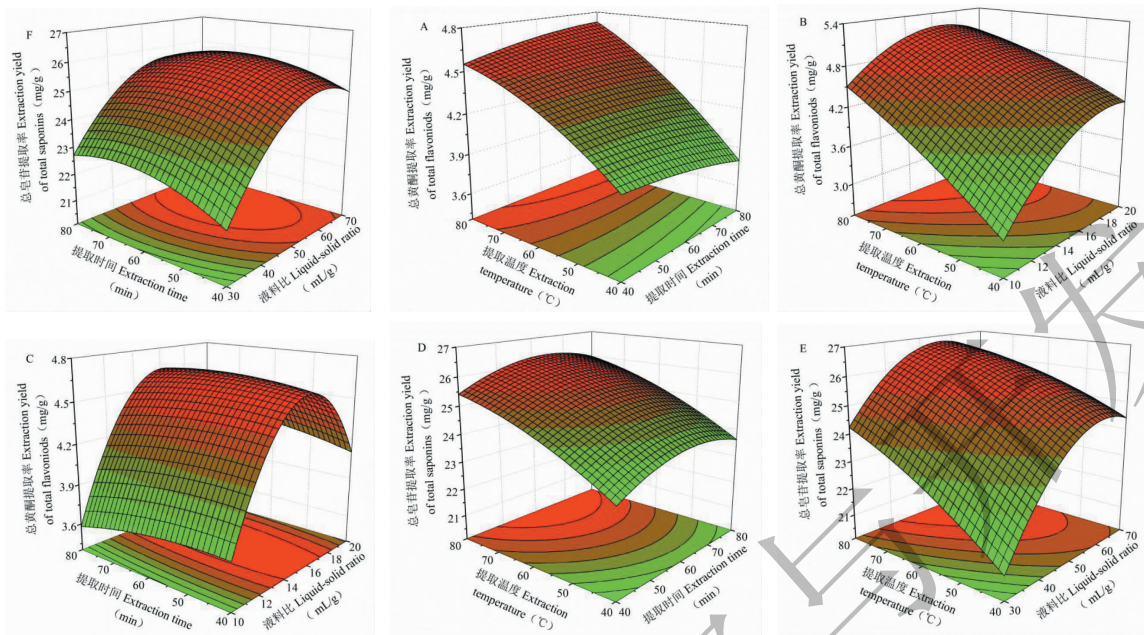 F
总皂苷提取率 Extraction yield
of total saponins（mg/g）
27
26
25
24
23
22
21
80
70
60
50
40
提取时间 Extraction time
（min）
30
40
50
60
70
液料比 Liquid-solid ratio
（mL/g）
A
总黄酮提取率 Extraction yield
of total flavoniods（mg/g）
4.8
4.5
4.2
3.9
3.6
80
70
60
50
40
提取温度 Extraction
temperature（℃）
40
50
60
70
80
提取时间 Extraction time
（min）
B
总黄酮提取率 Extraction yield
of total flavoniods（mg/g）
5.4
4.8
4.2
3.6
3.0
80
70
60
50
40
提取温度 Extraction
temperature（℃）
10
12
14
16
18
20
液料比 Liquid-solid ratio
（mL/g）
C
总黄酮提取率 Extraction yield
of total flavoniods（mg/g）
4.8
4.5
4.2
3.9
3.6
80
70
60
50
40
提取时间 Extraction time
（min）
10
12
14
16
18
20
液料比 Liquid-solid ratio
（mL/g）
D
总皂苷提取率 Extraction yield
of total saponins（mg/g）
27
26
25
24
23
22
21
80
70
60
50
40
提取温度 Extraction
temperature（℃）
40
50
60
70
80
提取时间 Extraction time
（min）
E
总皂苷提取率 Extraction yield
of total saponins（mg/g）
27
26
25
24
23
22
21
80
70
60
50
40
提取温度 Extraction
temperature（℃）
30
40
50
60
70
液料比 Liquid-solid ratio
（mL/g）